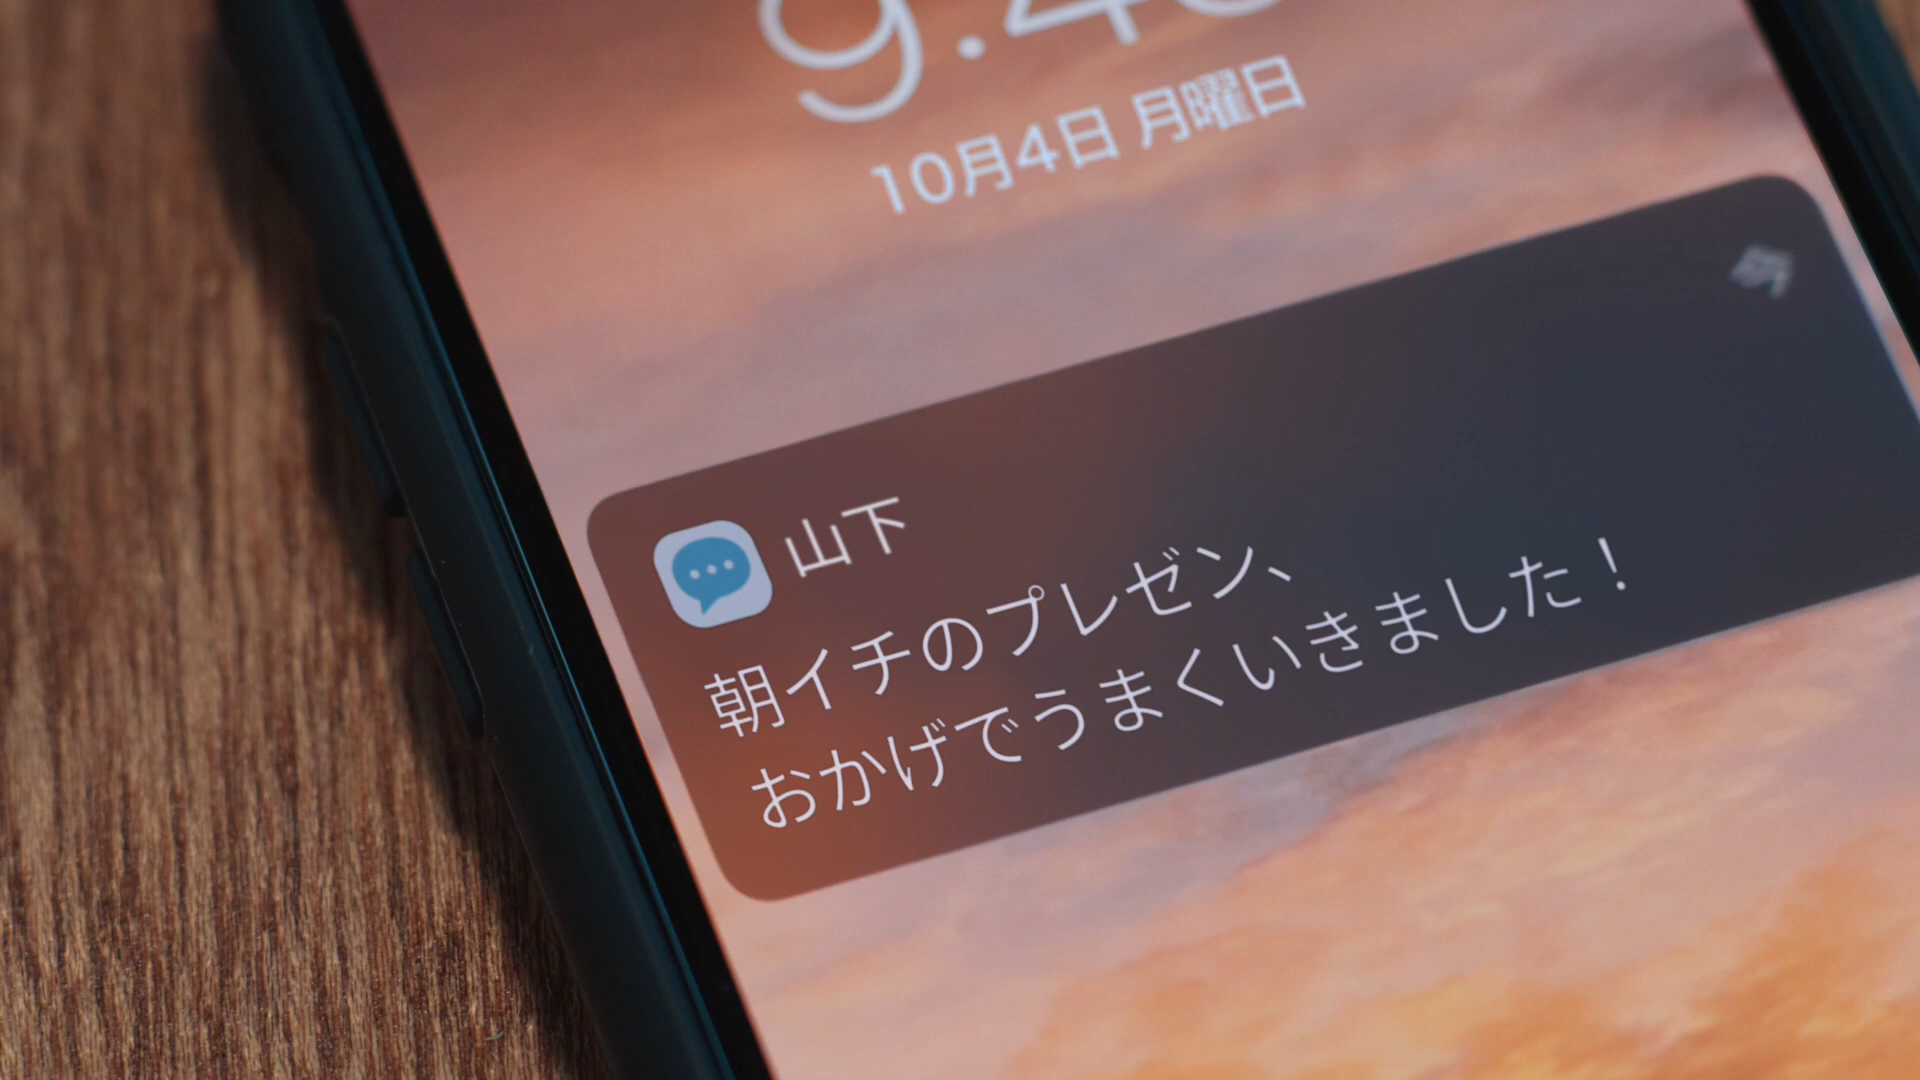 10月4日 月曜日
山下
朝イチのプレゼン、
おかげでうまくいきました！